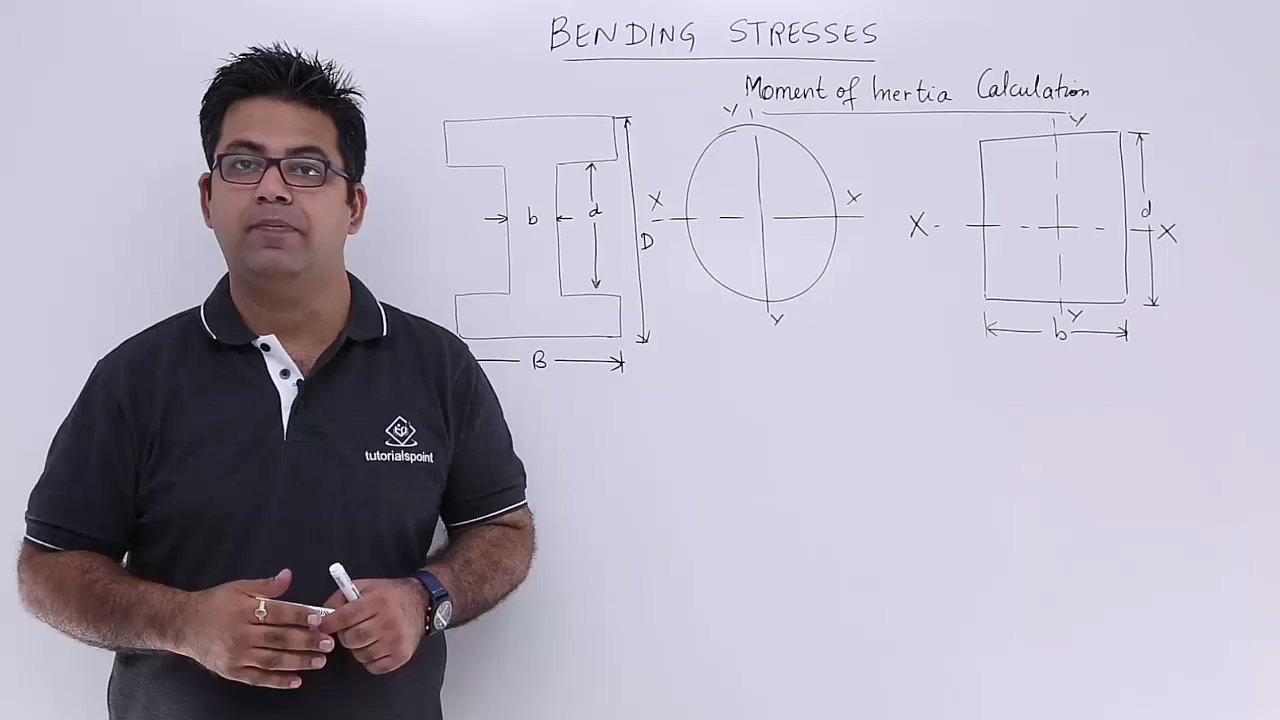 BENDING STRESSES
Moment of Inertia Calculation
Y
Y
b
d
D
X
X
X
X
d
B
Y
Y
b
tutorialspoint